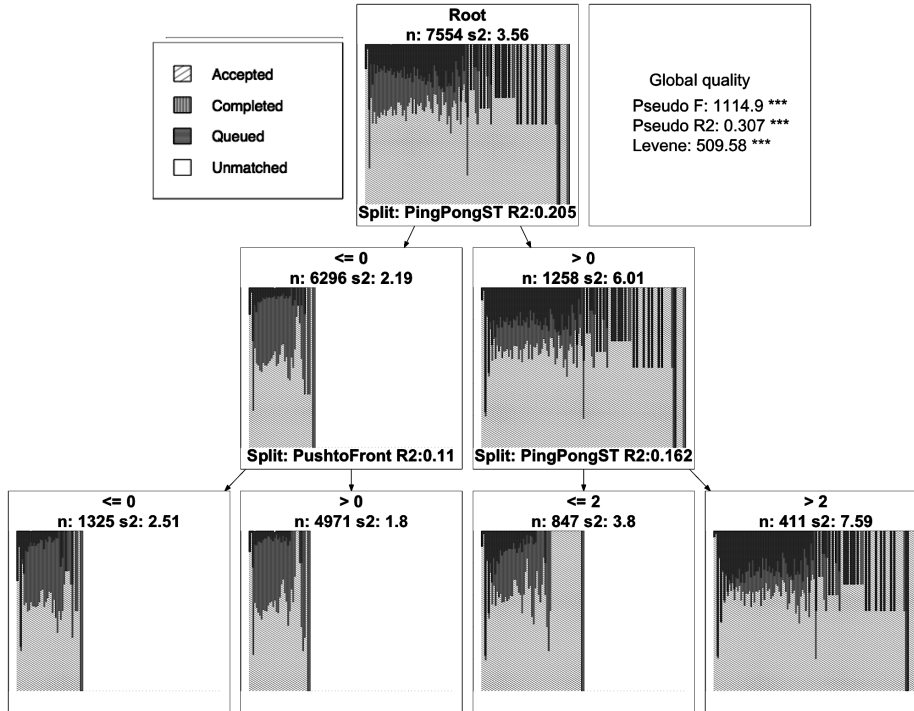 Root
n: 7554 s2: 3.56
Accepted
Completed
Queued
Unmatched
Split: PingPongST R2:0.205
Global quality
Pseudo F: 1114.9 ***
Pseudo R2: 0.307 ***
Levene: 509.58 ***
<= 0
n: 6296 s2: 2.19
Split: PushtoFront R2:0.11
> 0
n: 1258 s2: 6.01
Split: PingPongST R2:0.162
<= 0
n: 1325 s2: 2.51
> 0
n: 4971 s2: 1.8
<= 2
n: 847 s2: 3.8
> 2
n: 411 s2: 7.59